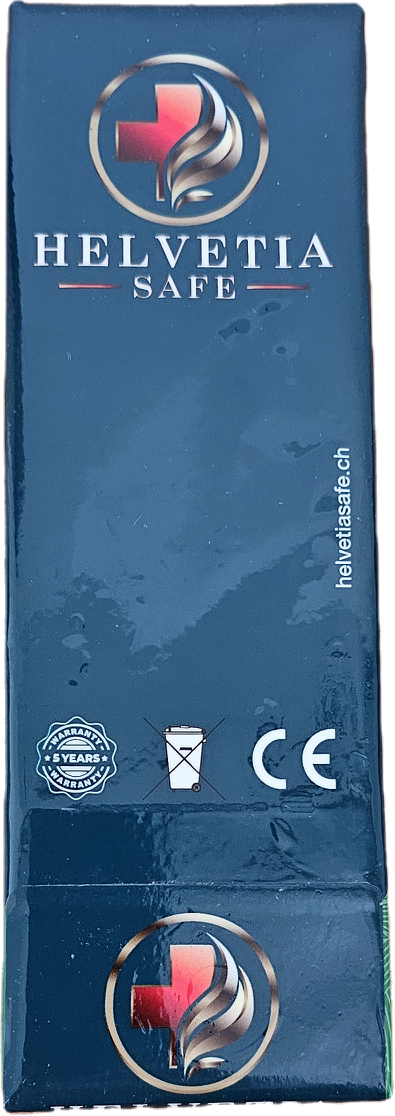 HELVETIA
SAFE
helvetiasafe.ch
WARRANTY
5 YEARS
WARRANTY
CE